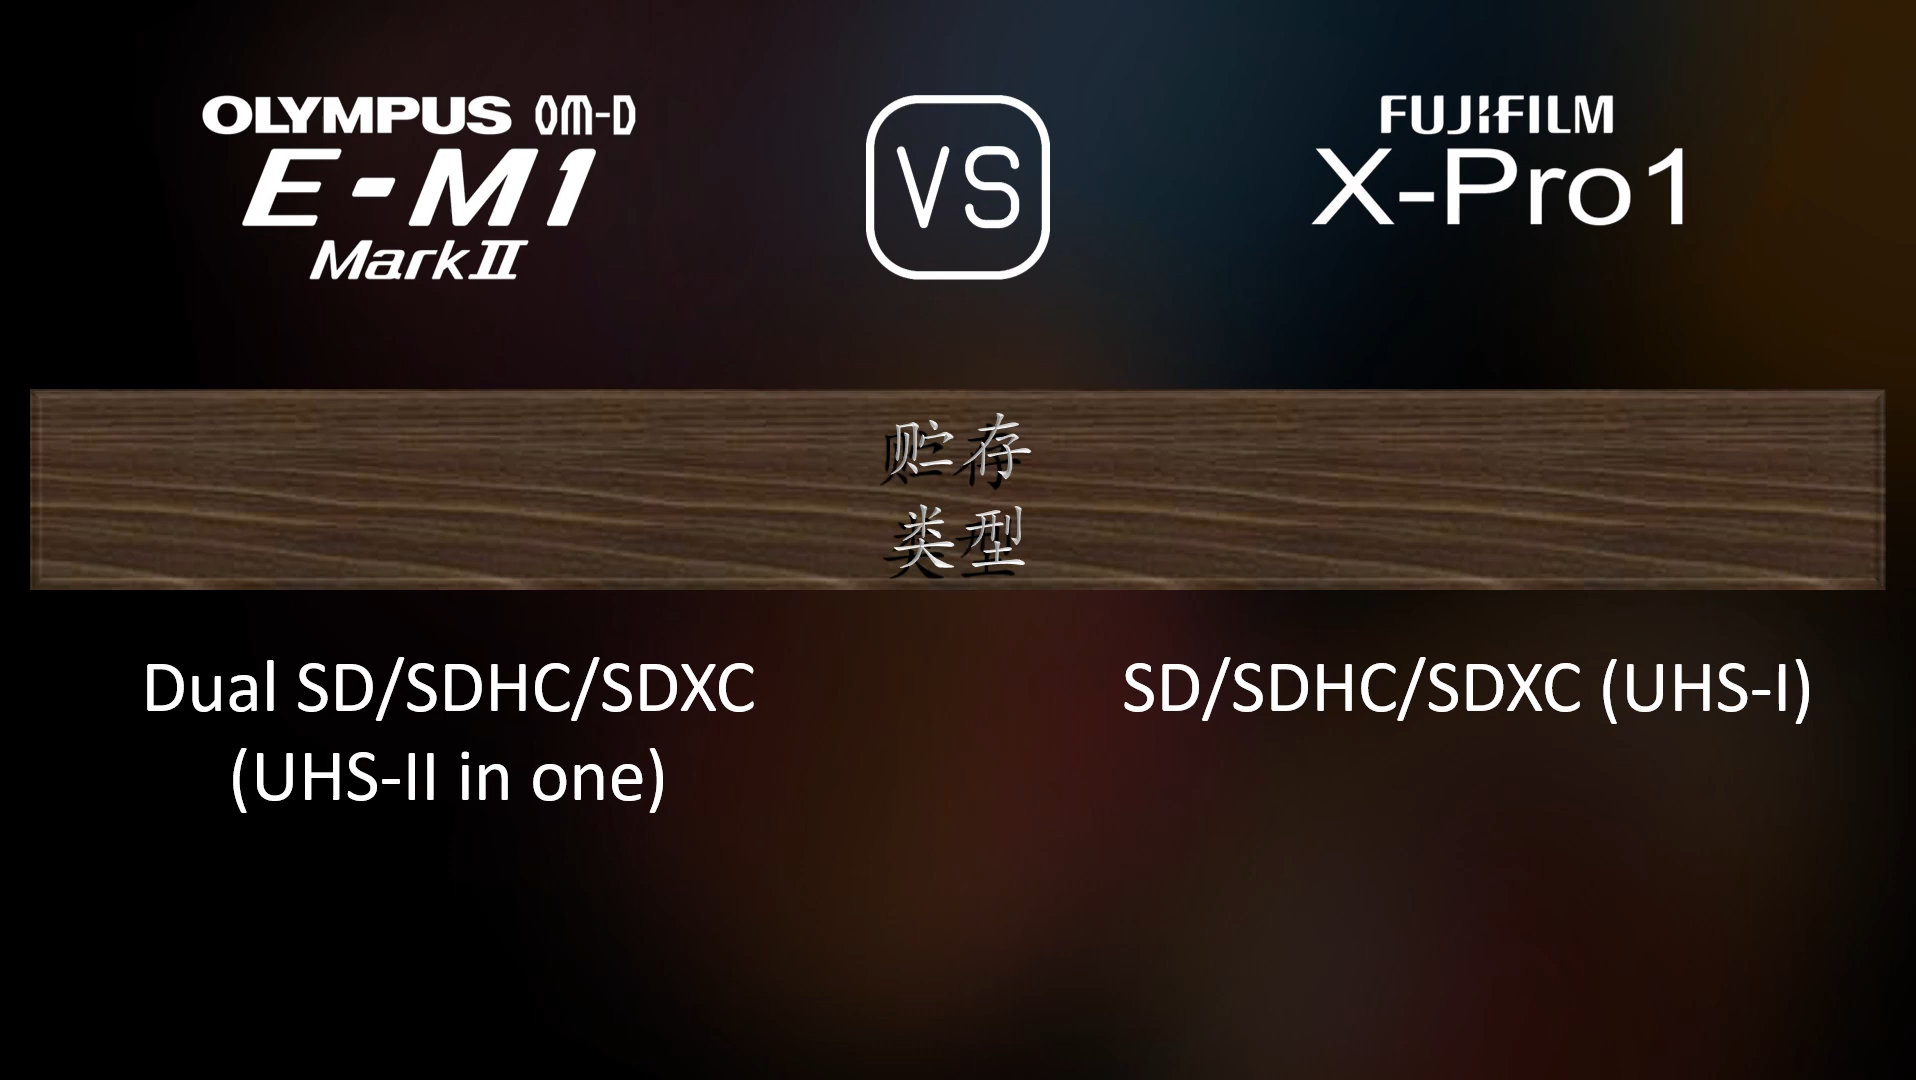 OLYMPUS OM-D
E-M1
Mark II
VS
FUJIFILM
X-Pro1
贮存
类型
Dual SD/SDHC/SDXC
(UHS-II in one)
SD/SDHC/SDXC (UHS-I)